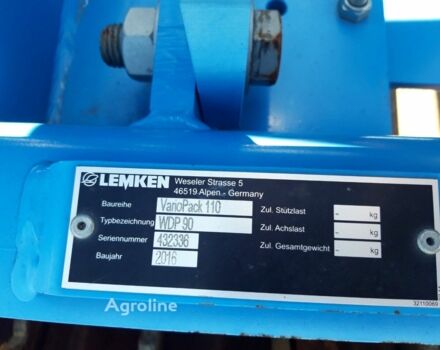 LEMKEN
Weseler Strasse 5
46519 Alpen - Germany
Baureihe VarioPack 110 Zul. Stützlast - kg
Typbezeichnung WDP 90 Zul. Achslast - kg
Seriennummer 432336 Zul. Gesamtgewicht - kg
Baujahr 2016
32110069
Agroline